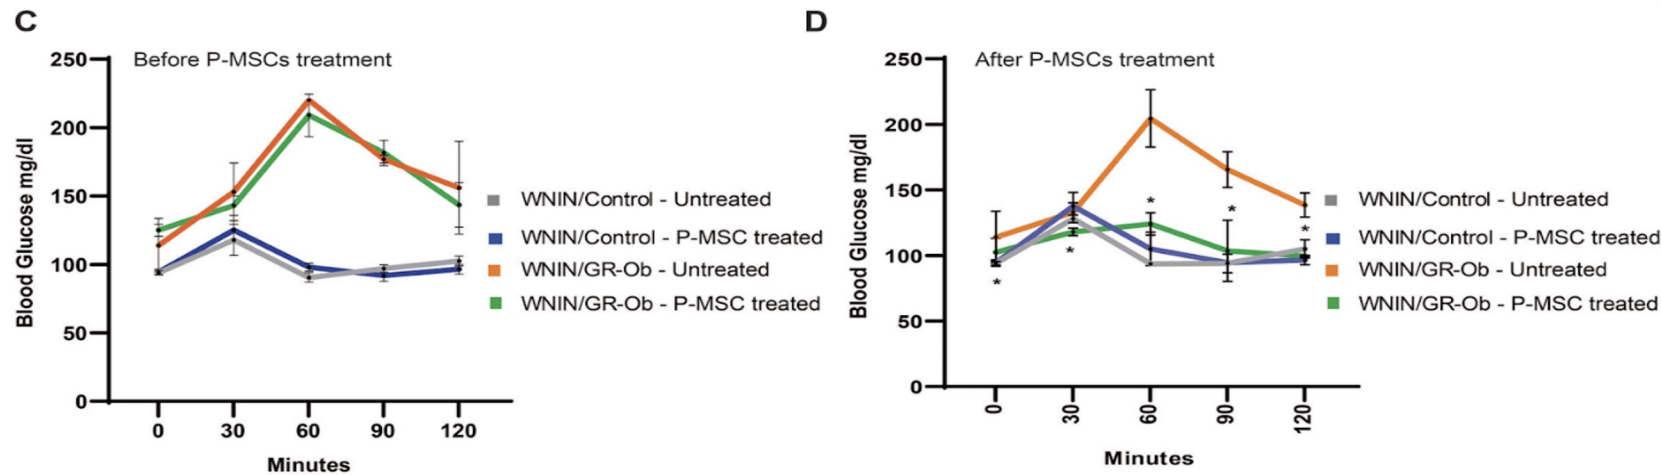 C
Before P-MSCs treatment
Blood Glucose mg/dl
250
200
150
100
50
0
0 30 60 90 120
Minutes
WNIN/Control - Untreated
WNIN/Control - P-MSC treated
WNIN/GR-Ob - Untreated
WNIN/GR-Ob - P-MSC treated
D
After P-MSCs treatment
Blood Glucose mg/dl
250
200
150
100
50
0
* * * * *
0 30 60 90 120
Minutes
WNIN/Control - Untreated
WNIN/Control - P-MSC treated
WNIN/GR-Ob - Untreated
WNIN/GR-Ob - P-MSC treated